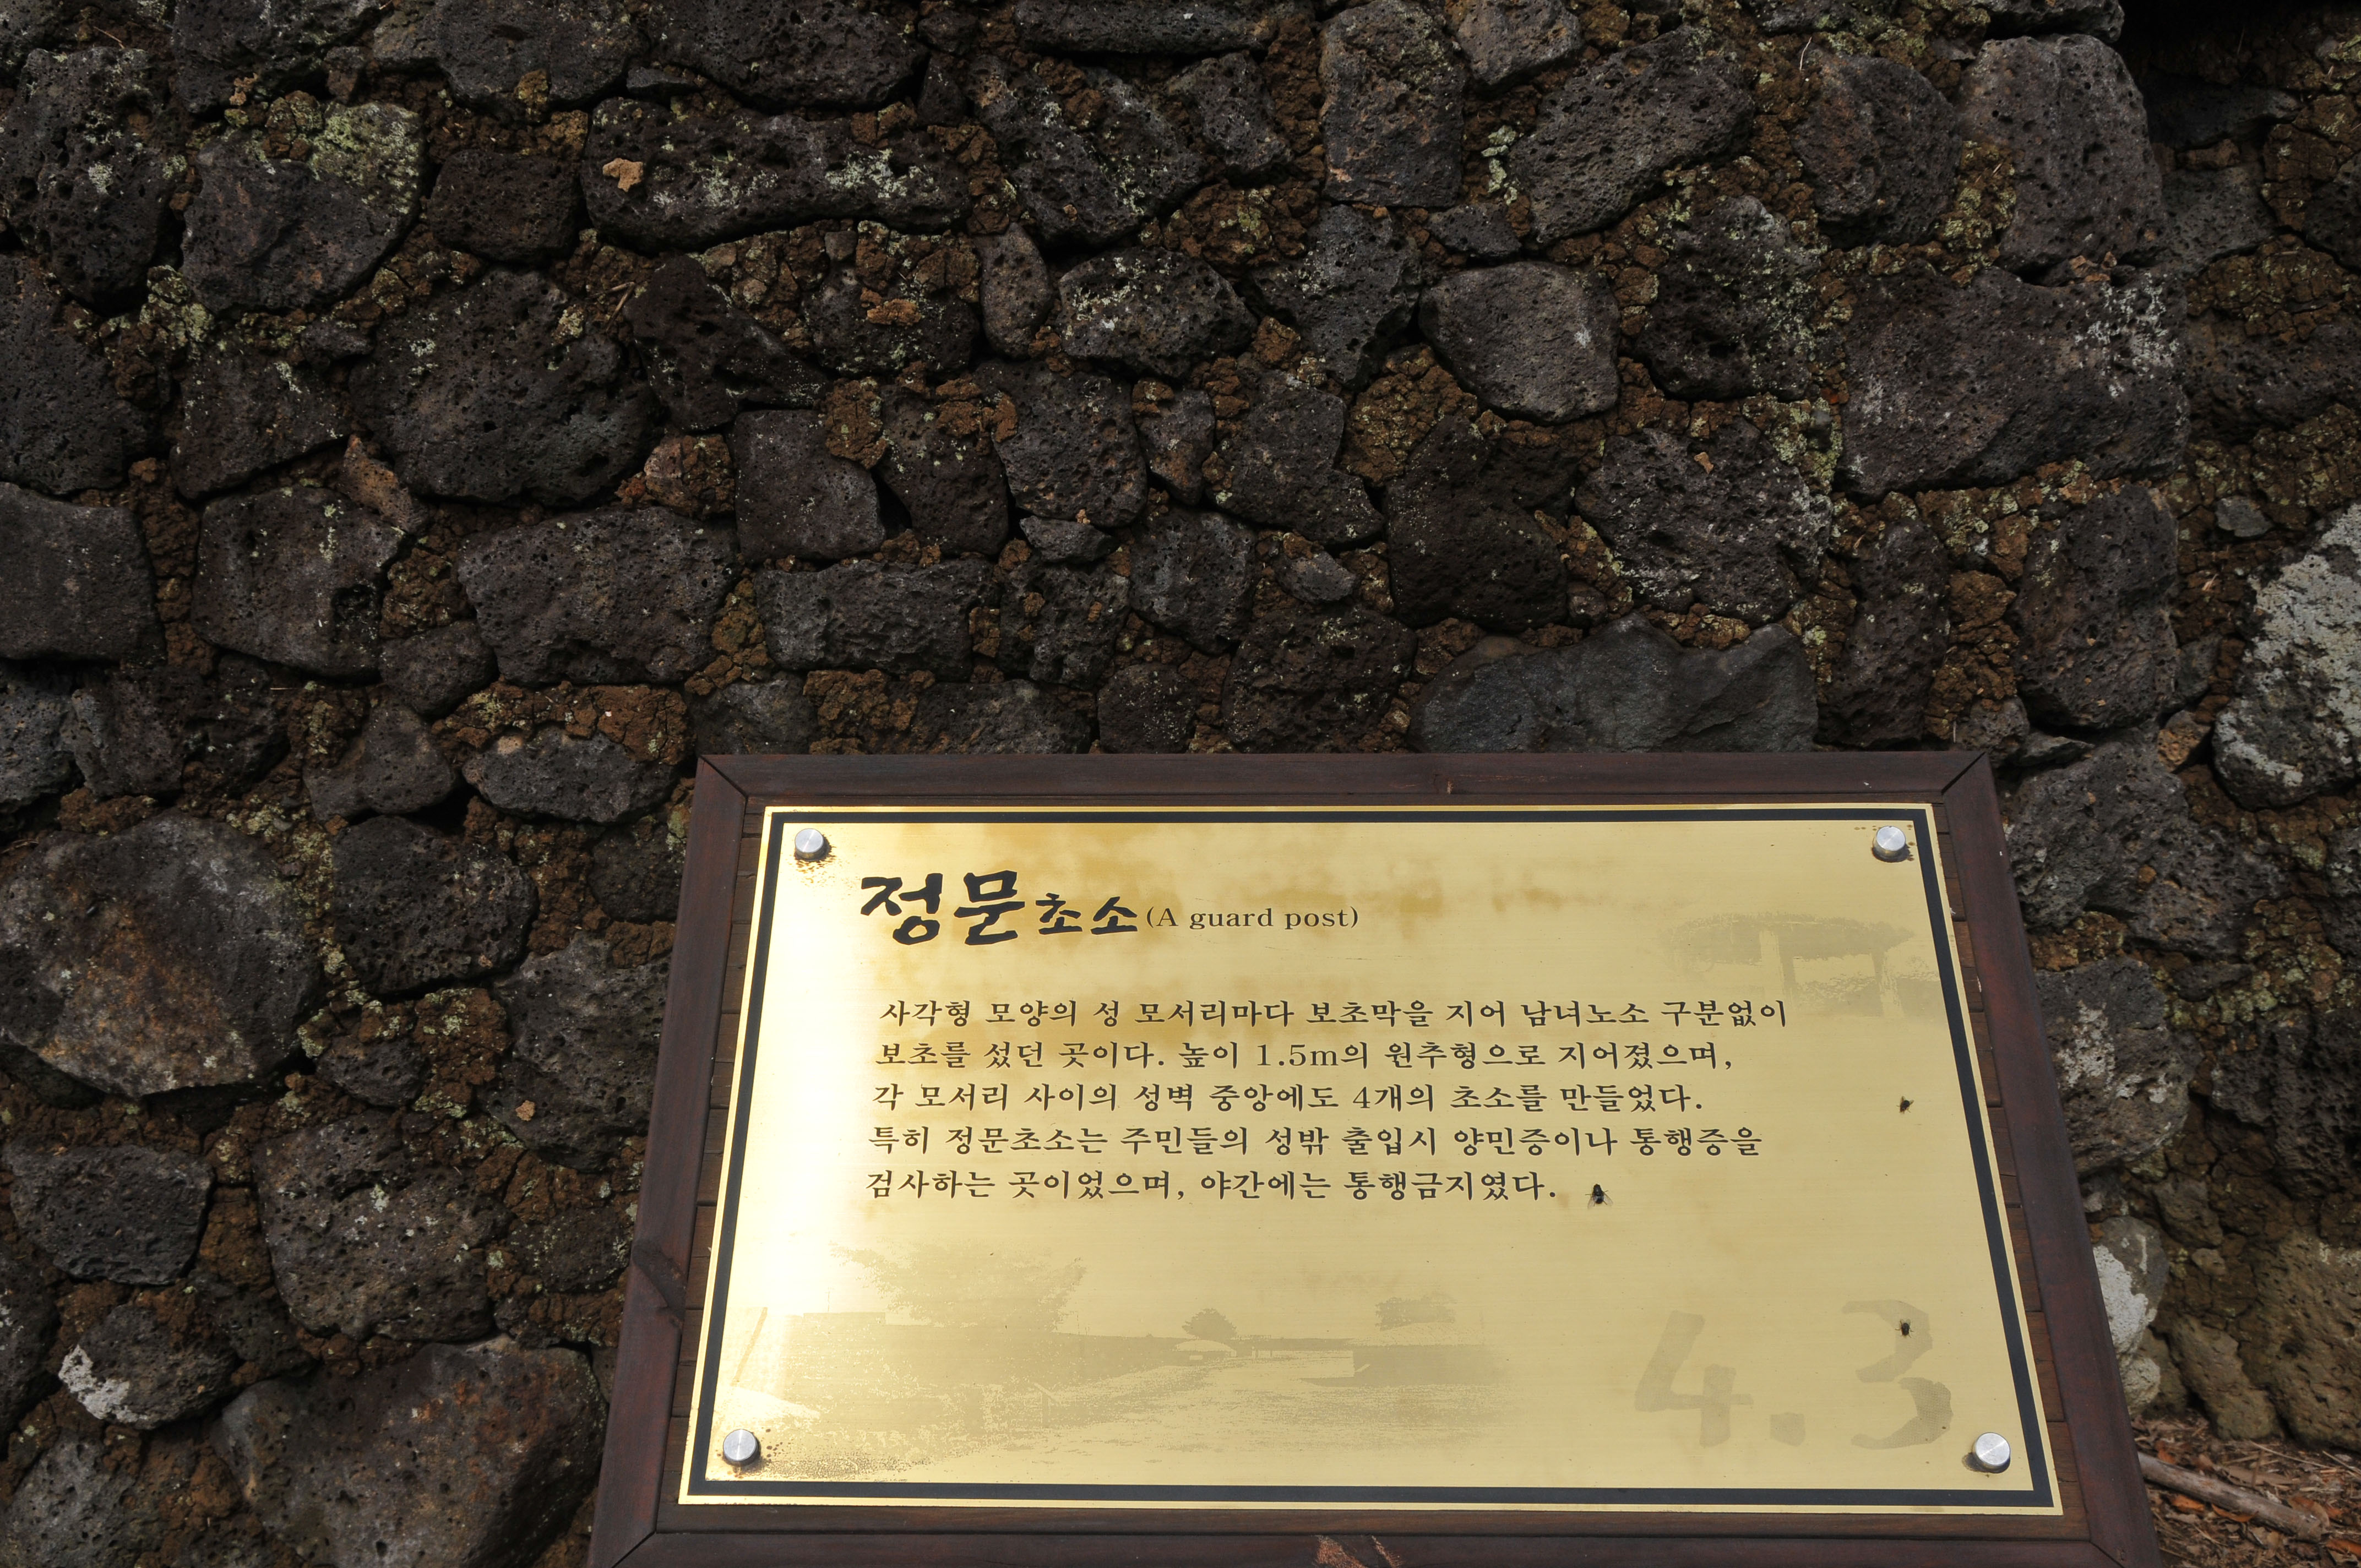 정문초소(A guard post)
사각형 모양의 성 모서리마다 보초막을 지어 남녀노소 구분없이
보초를 섰던 곳이다. 높이 1.5m의 원추형으로 지어졌으며,
각 모서리 사이의 성벽 중앙에도 4개의 초소를 만들었다.
특히 정문초소는 주민들의 성밖 출입시 양민증이나 통행증을
검사하는 곳이었으며, 야간에는 통행금지였다.
4.3